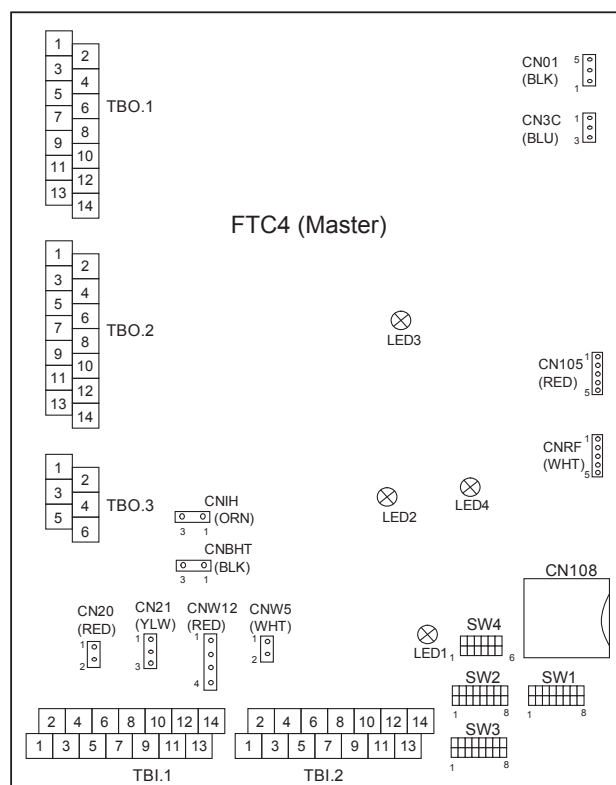 1
2
3
4
5
6
7
8
9
10
11
12
13
14
TBO.1
CN01
(BLK)
5
1
CN3C
(BLU)
1
3
FTC4 (Master)
1
2
3
4
5
6
7
8
9
10
11
12
13
14
TBO.2
LED3
CN105
(RED)
1
5
CNRF
(WHT)
1
5
1
2
3
4
5
6
TBO.3
CNIH
(ORN)
3 1
CNBHT
(BLK)
3 1
LED2
LED4
CN108
CN20
(RED)
1
2
CN21
(YLW)
1
3
CNW12
(RED)
1
4
CNW5
(WHT)
1
2
LED1
SW4
1 6
SW2
1 8
SW1
1 8
SW3
1 8
2 4 6 8 10 12 14
1 3 5 7 9 11 13
TBI.1
2 4 6 8 10 12 14
1 3 5 7 9 11 13
TBI.2